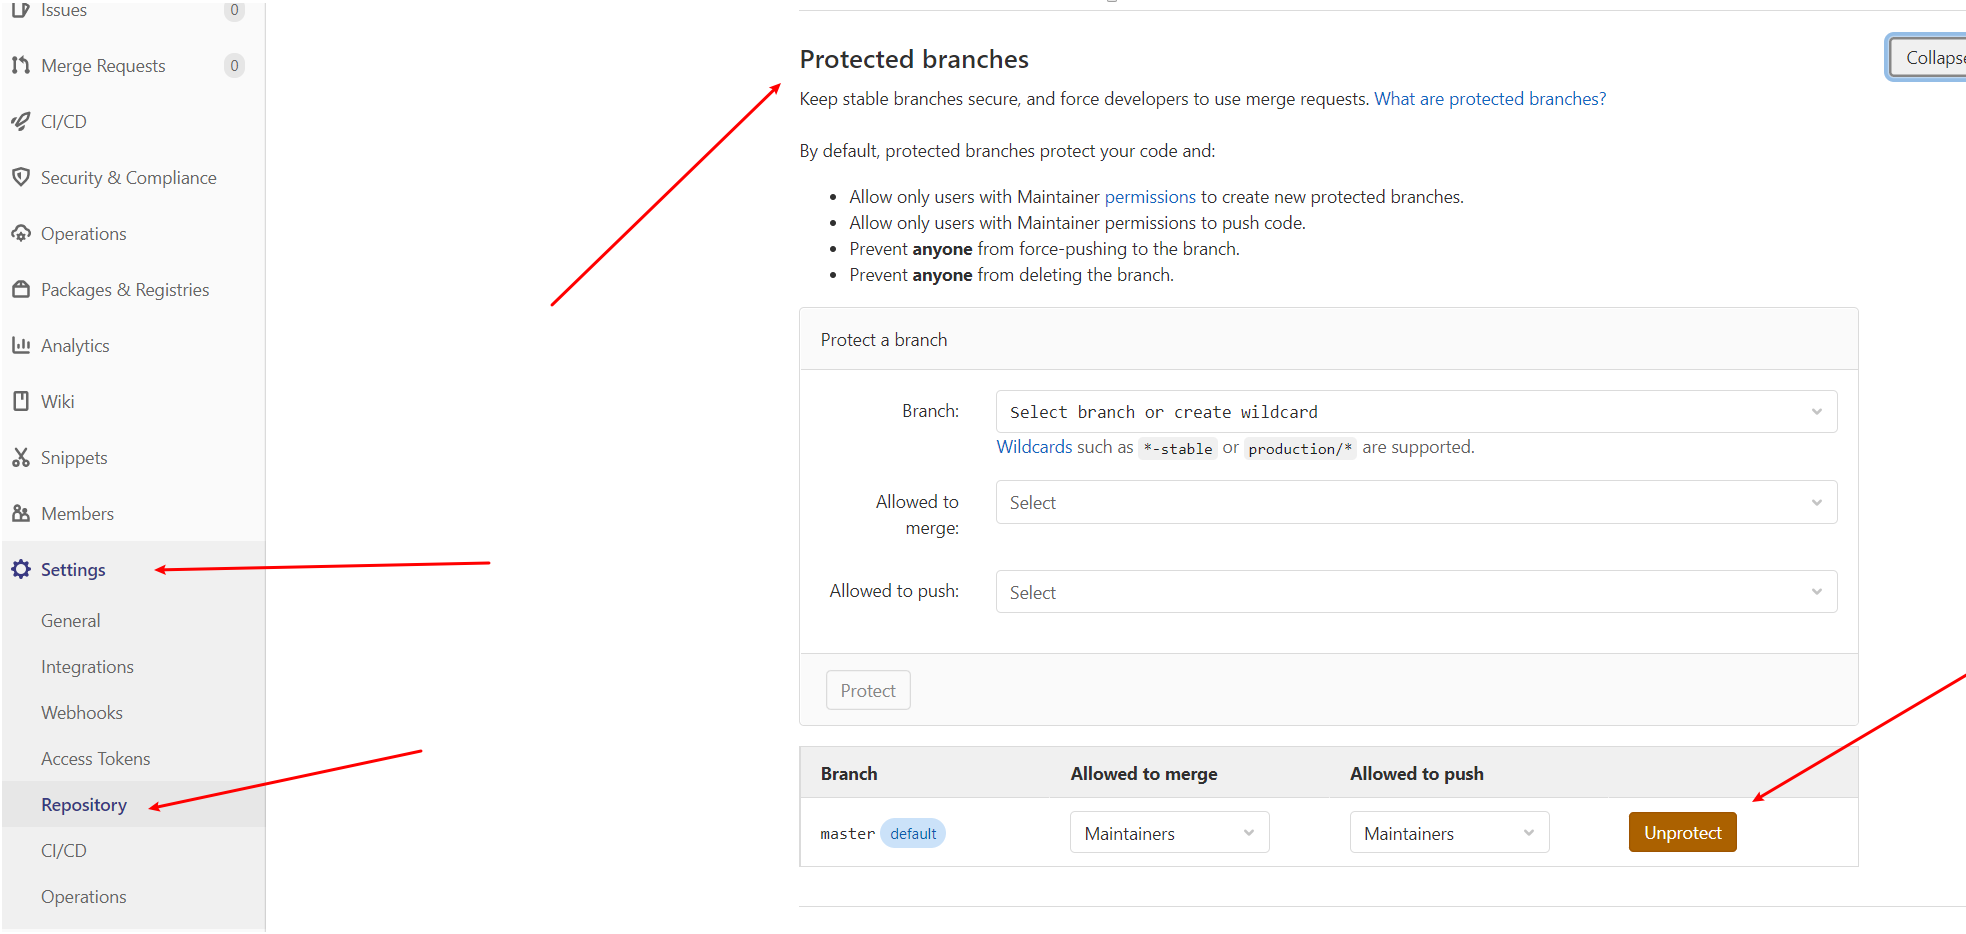 Issues 0
Merge Requests 0
CI/CD
Security & Compliance
Operations
Packages & Registries
Analytics
Wiki
Snippets
Members
Settings
General
Integrations
Webhooks
Access Tokens
Repository
CI/CD
Operations
Protected branches
Collapse
Keep stable branches secure, and force developers to use merge requests. What are protected branches?
By default, protected branches protect your code and:
• Allow only users with Maintainer permissions to create new protected branches.
• Allow only users with Maintainer permissions to push code.
• Prevent anyone from force-pushing to the branch.
• Prevent anyone from deleting the branch.
Protect a branch
Branch: Select branch or create wildcard
Wildcards such as *-stable or production/* are supported.
Allowed to
merge: Select
Allowed to push: Select
Protect
Branch Allowed to merge Allowed to push
master default Maintainers Maintainers Unprotect